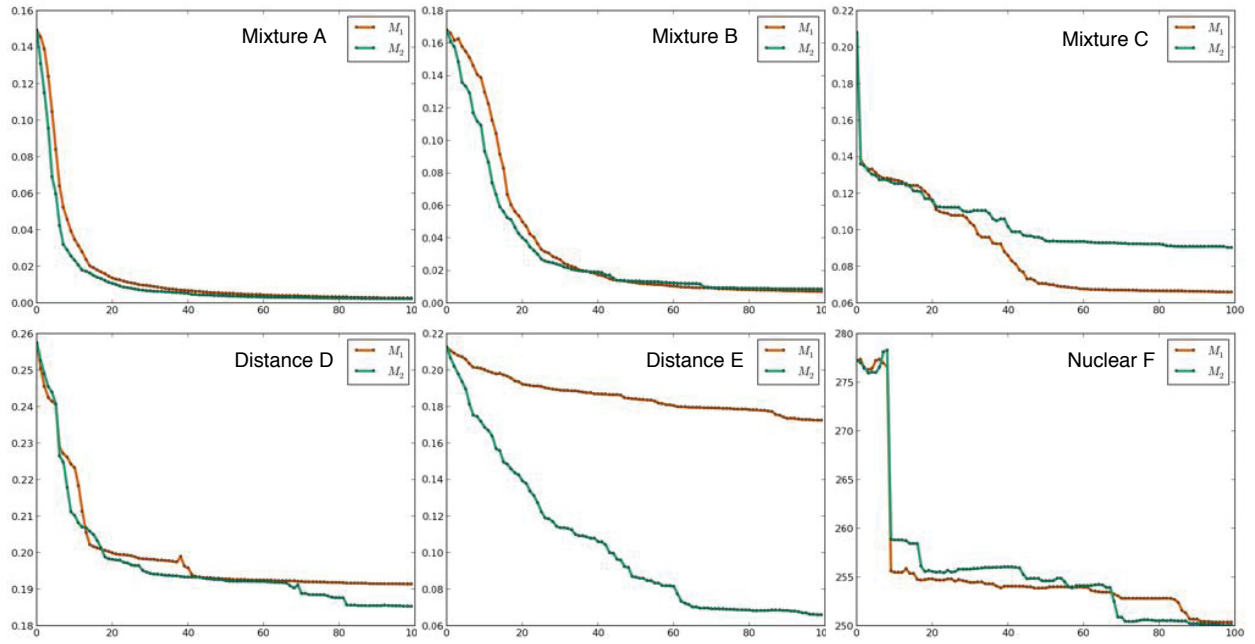 Mixture A
M₁
M₂
0.16
0.14
0.12
0.10
0.08
0.06
0.04
0.02
0.00
0 20 40 60 80 10
Mixture B
M₁
M₂
0.18
0.16
0.14
0.12
0.10
0.08
0.06
0.04
0.02
0.00
0 20 40 60 80 10
Mixture C
M₁
M₂
0.22
0.20
0.18
0.16
0.14
0.12
0.10
0.08
0.06
0 20 40 60 80 100
Distance D
M₁
M₂
0.26
0.25
0.24
0.23
0.22
0.21
0.20
0.19
0.18
0 20 40 60 80 10
Distance E
M₁
M₂
0.22
0.20
0.18
0.16
0.14
0.12
0.10
0.08
0.06
0 20 40 60 80 10
Nuclear F
M₁
M₂
280
275
270
265
260
255
250
0 20 40 60 80 100